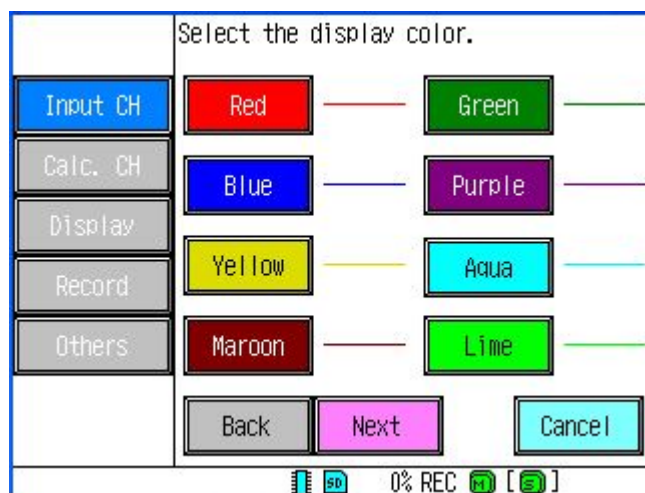 Select the display color.
Input CH
Calc. CH
Display
Record
Others
Red
Green
Blue
Purple
Yellow
Aqua
Maroon
Lime
Back
Next
Cancel
SD 0% REC M [S]